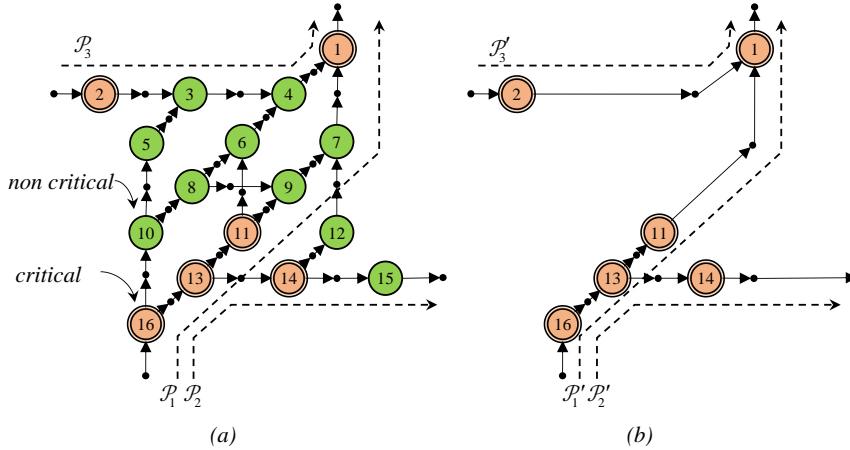 𝒫₃
1
2
3
4
5
6
7
non critical
8
9
10
11
12
critical
13
14
15
16
𝒫₁ 𝒫₂
(a)
𝒫₃′
1
2
11
13
14
16
𝒫₁′ 𝒫₂′
(b)